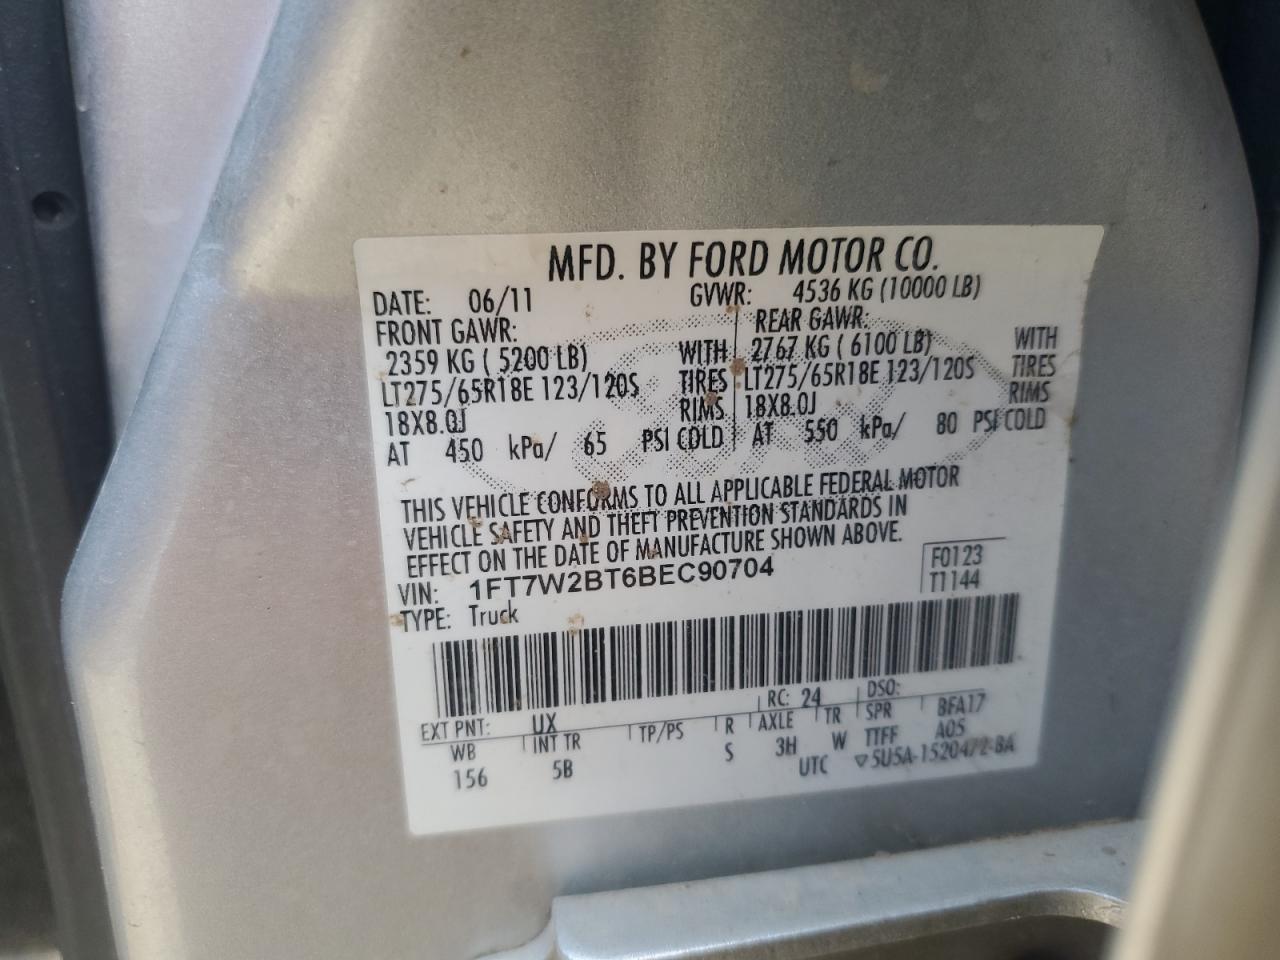 MFD. BY FORD MOTOR CO.
DATE: 06/11 GVWR: 4536 KG (10000 LB)
FRONT GAWR: REAR GAWR:
2359 KG ( 5200 LB) WITH 2767 KG ( 6100 LB) WITH
LT275/65R18E 123/120S TIRES LT275/65R18E 123/120S TIRES
18X8.0J RIMS 18X8.0J RIMS
AT 450 kPa/ 65 PSI COLD AT 550 kPa/ 80 PSI COLD
THIS VEHICLE CONFORMS TO ALL APPLICABLE FEDERAL MOTOR
VEHICLE SAFETY AND THEFT PREVENTION STANDARDS IN
EFFECT ON THE DATE OF MANUFACTURE SHOWN ABOVE.
VIN: 1FT7W2BT6BEC90704 F0123
TYPE: Truck T1144
EXT PNT: UX RC: 24 DSO:
WB INT TR TP/PS R AXLE TR SPR BFA17
156 5B S 3H W TTFF A05
UTC ▽5U5A-1520472-BA